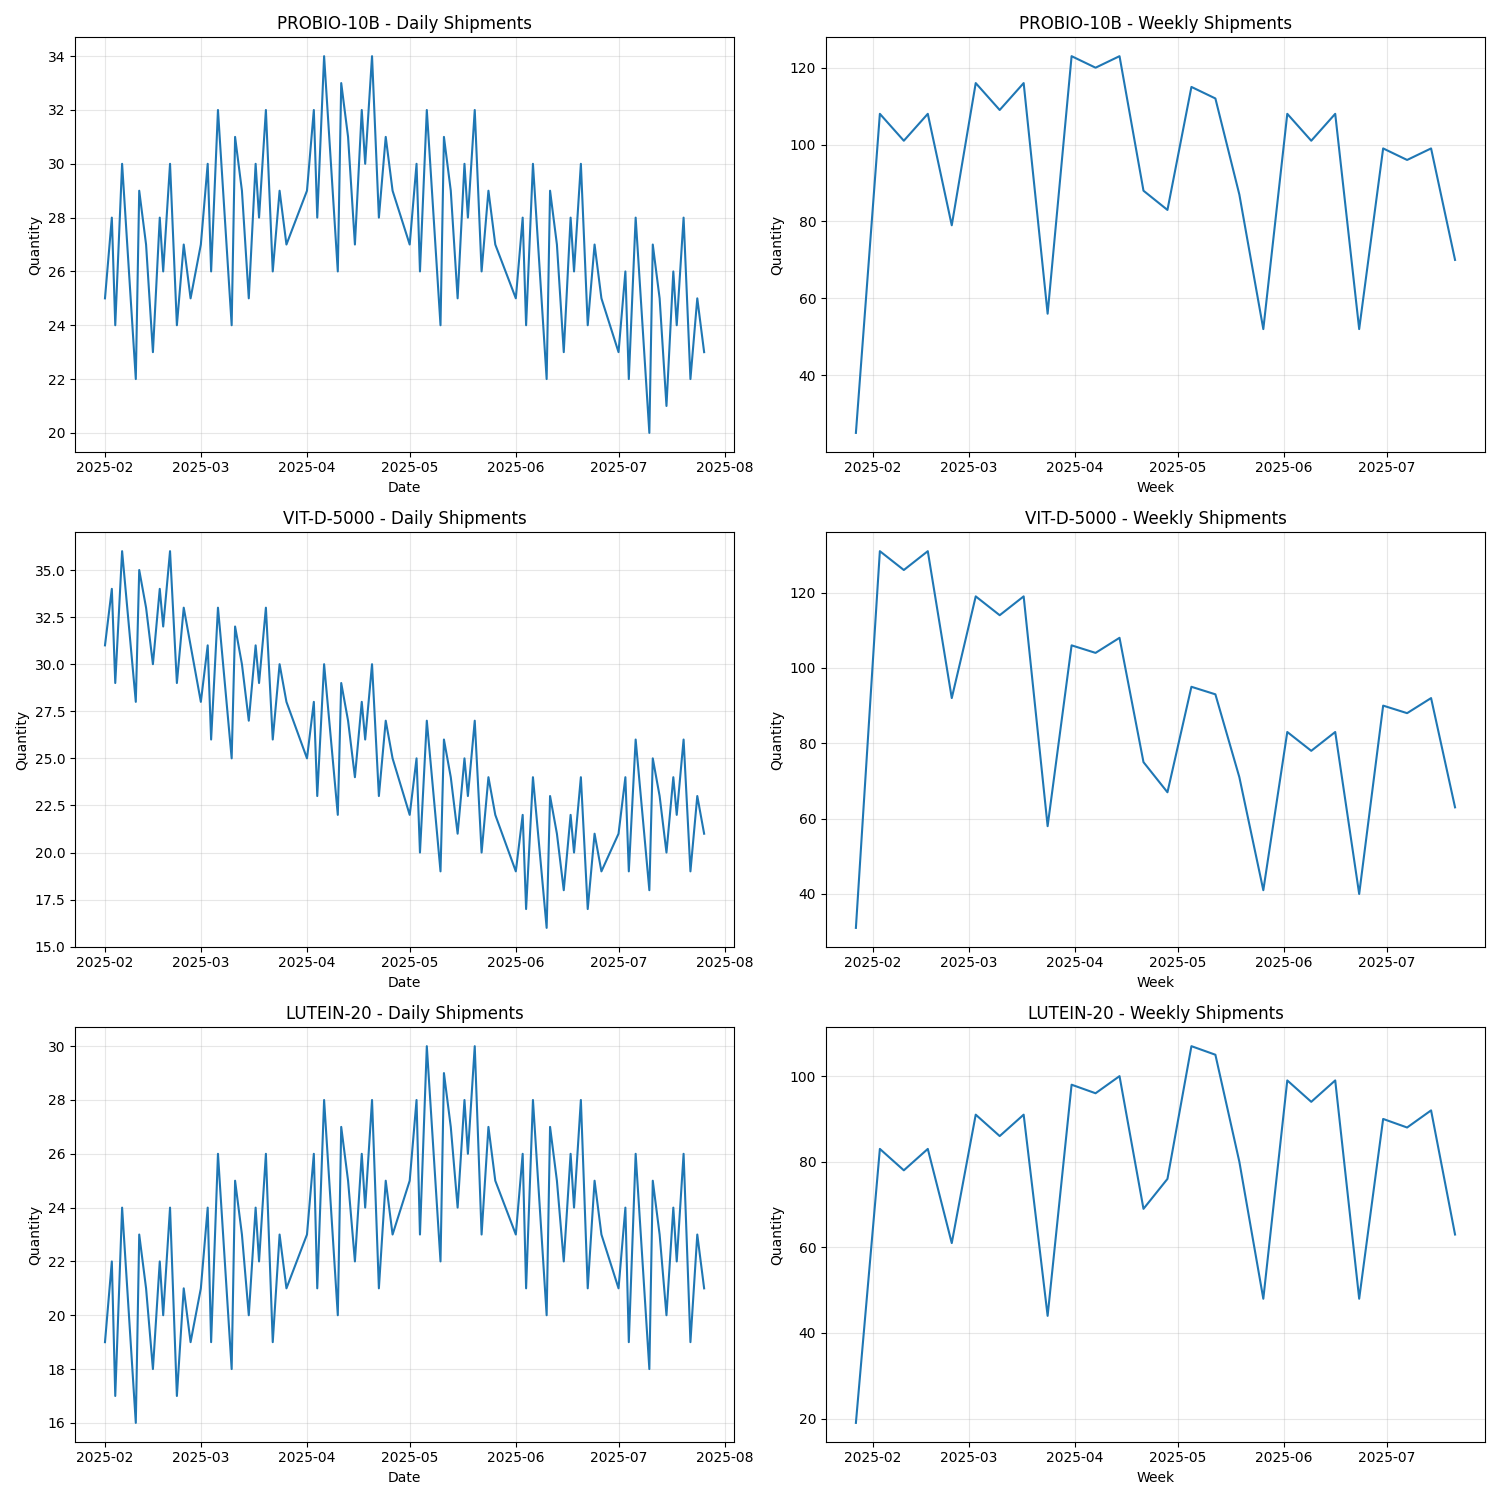 PROBIO-10B - Daily Shipments
34
32
30
28
26
24
22
20
Quantity
2025-02 2025-03 2025-04 2025-05 2025-06 2025-07 2025-08
Date
PROBIO-10B - Weekly Shipments
120
100
80
60
40
Quantity
2025-02 2025-03 2025-04 2025-05 2025-06 2025-07
Week
VIT-D-5000 - Daily Shipments
35.0
32.5
30.0
27.5
25.0
22.5
20.0
17.5
15.0
Quantity
2025-02 2025-03 2025-04 2025-05 2025-06 2025-07 2025-08
Date
VIT-D-5000 - Weekly Shipments
120
100
80
60
40
Quantity
2025-02 2025-03 2025-04 2025-05 2025-06 2025-07
Week
LUTEIN-20 - Daily Shipments
30
28
26
24
22
20
18
16
Quantity
2025-02 2025-03 2025-04 2025-05 2025-06 2025-07 2025-08
Date
LUTEIN-20 - Weekly Shipments
100
80
60
40
20
Quantity
2025-02 2025-03 2025-04 2025-05 2025-06 2025-07
Week